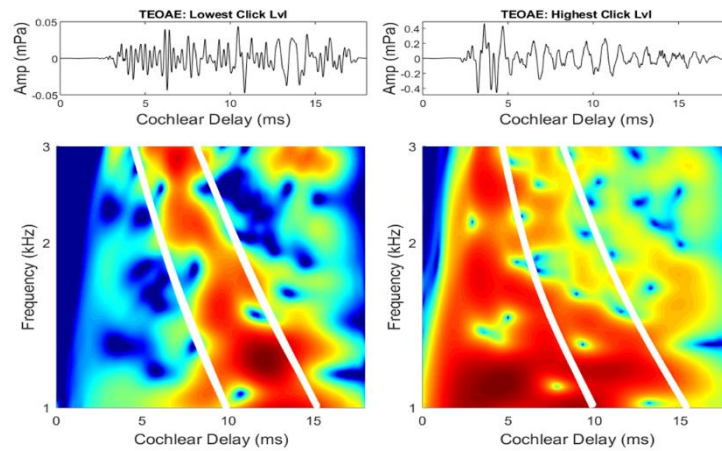 TEOAE: Lowest Click Lvl
Amp (mPa)
0.05
0
-0.05
0 5 10 15
Cochlear Delay (ms)
TEOAE: Highest Click Lvl
Amp (mPa)
0.4
0.2
0
-0.2
-0.4
0 5 10 15
Cochlear Delay (ms)
Frequency (kHz)
3
2
1
0 5 10 15
Cochlear Delay (ms)
Frequency (kHz)
3
2
1
0 5 10 15
Cochlear Delay (ms)